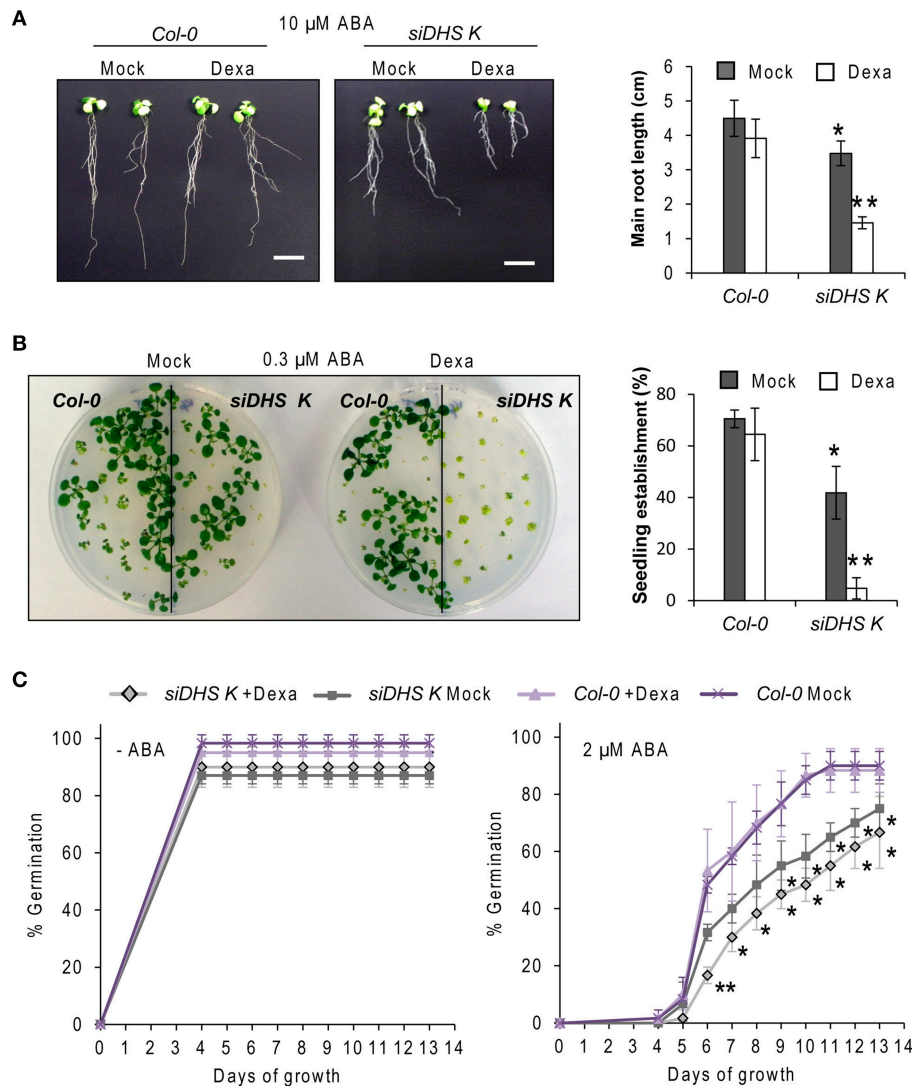 A
Col-0 10 µM ABA siDHS K
Mock Dexa Mock Dexa
Main root length (cm)
6
5
4
3
2
1
0
Mock Dexa
*
**
Col-0 siDHS K
B
Mock 0.3 µM ABA Dexa
Col-0 siDHS K Col-0 siDHS K
Seedling establishment (%)
80
60
40
20
0
Mock Dexa
*
**
Col-0 siDHS K
C
siDHS K +Dexa siDHS K Mock Col-0 +Dexa Col-0 Mock
% Germination
100
80
60
40
20
0
- ABA
0 1 2 3 4 5 6 7 8 9 10 11 12 13 14
Days of growth
% Germination
100
80
60
40
20
0
2 µM ABA
**
*
*
*
*
*
*
*
*
*
*
*
*
0 1 2 3 4 5 6 7 8 9 10 11 12 13 14
Days of growth